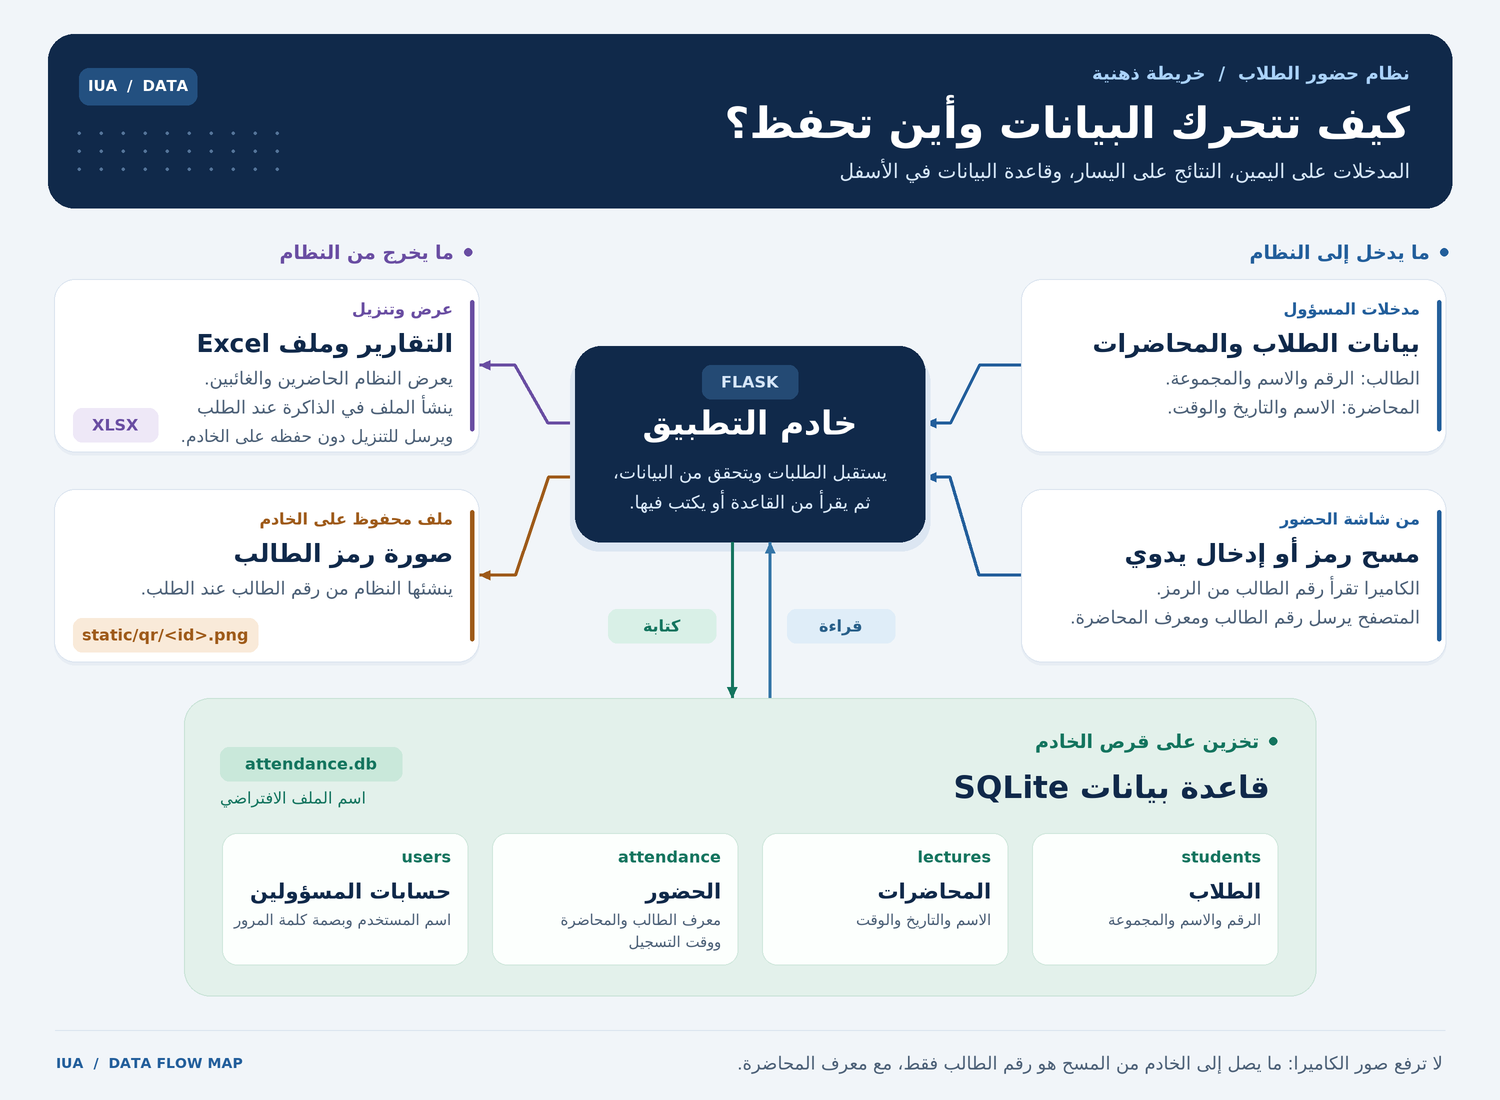 نظام حضور الطلاب / خريطة ذهنية
IUA / DATA
كيف تتحرك البيانات وأين تحفظ؟
المدخلات على اليمين، النتائج على اليسار، وقاعدة البيانات في الأسفل
ما يدخل إلى النظام
مدخلات المسؤول
بيانات الطلاب والمحاضرات
الطالب: الرقم والاسم والمجموعة.
المحاضرة: الاسم والتاريخ والوقت.
من شاشة الحضور
مسح رمز أو إدخال يدوي
الكاميرا تقرأ رقم الطالب من الرمز.
المتصفح يرسل رقم الطالب ومعرف المحاضرة.
FLASK
خادم التطبيق
يستقبل الطلبات ويتحقق من البيانات،
ثم يقرأ من القاعدة أو يكتب فيها.
قراءة
كتابة
ما يخرج من النظام
عرض وتنزيل
التقارير وملف Excel
يعرض النظام الحاضرين والغائبين.
ينشأ الملف في الذاكرة عند الطلب
ويرسل للتنزيل دون حفظه على الخادم.
XLSX
ملف محفوظ على الخادم
صورة رمز الطالب
ينشئها النظام من رقم الطالب عند الطلب.
static/qr/<id>.png
تخزين على قرص الخادم
قاعدة بيانات SQLite
attendance.db
اسم الملف الافتراضي
students
الطلاب
الرقم والاسم والمجموعة
lectures
المحاضرات
الاسم والتاريخ والوقت
attendance
الحضور
معرف الطالب والمحاضرة
ووقت التسجيل
users
حسابات المسؤولين
اسم المستخدم وبصمة كلمة المرور
لا ترفع صور الكاميرا: ما يصل إلى الخادم من المسح هو رقم الطالب فقط، مع معرف المحاضرة.
IUA / DATA FLOW MAP